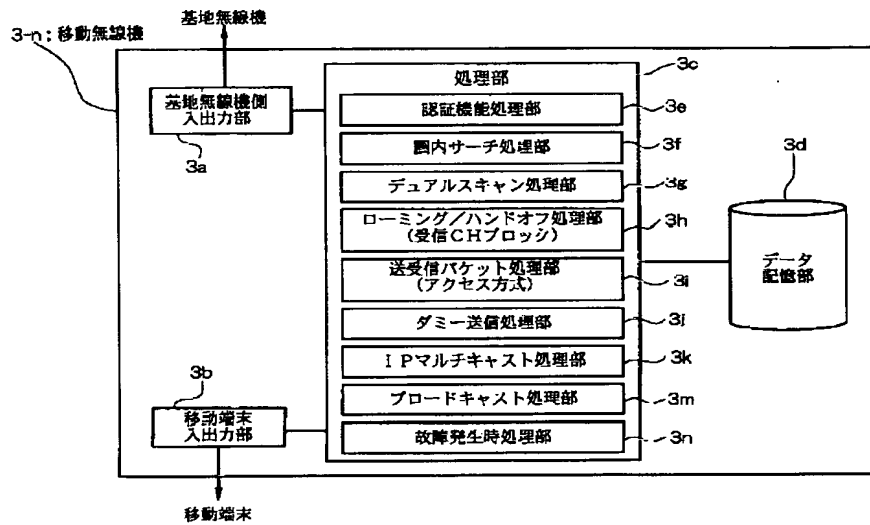 基地無線機
3-n：移動無線機
基地無線機側
入出力部
3a
処理部
3c
認証機能処理部
3e
圏内サーチ処理部
3f
デュアルスキャン処理部
3g
ローミング／ハンドオフ処理部
（受信ＣＨブロッシ）
3h
送受信パケット処理部
（アクセス方式）
3i
ダミー送信処理部
3j
ＩＰマルチキャスト処理部
3k
ブロードキャスト処理部
3m
故障発生時処理部
3n
3d
データ
記憶部
3b
移動端末
入出力部
移動端末